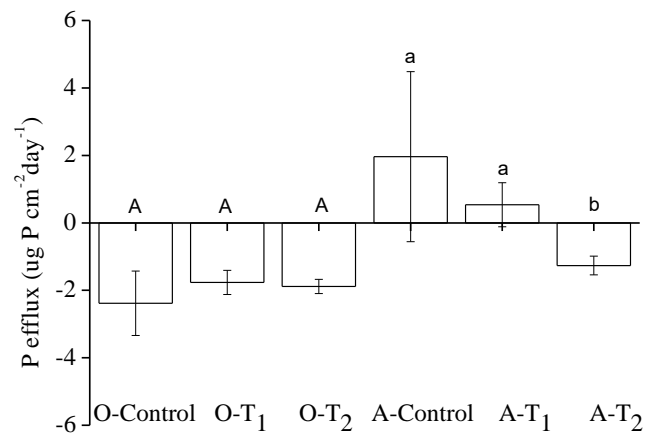 6
4
2
0
-2
-4
-6
P efflux (ug P cm⁻²day⁻¹)
A A A a a b
O-Control O-T₁ O-T₂ A-Control A-T₁ A-T₂